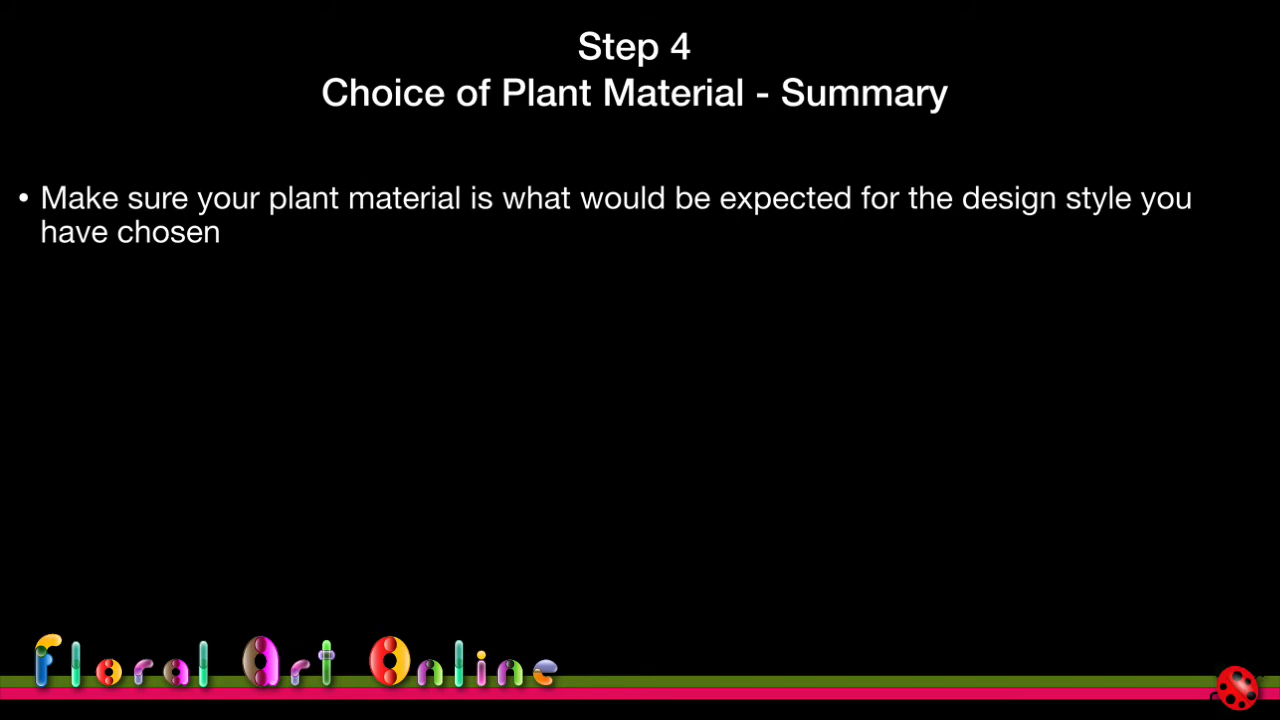 Step 4
Choice of Plant Material - Summary
• Make sure your plant material is what would be expected for the design style you
have chosen
Floral Art Online